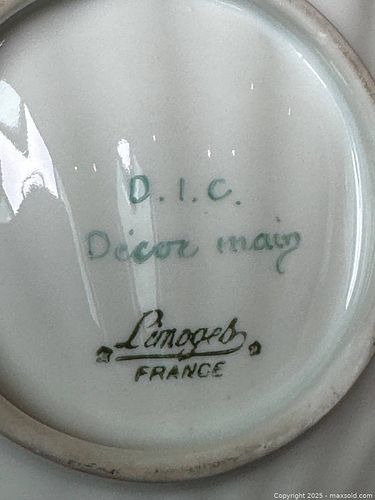 D.I.C.
Décor main
Limoges
FRANCE
Copyright 2025 - maxsold.com